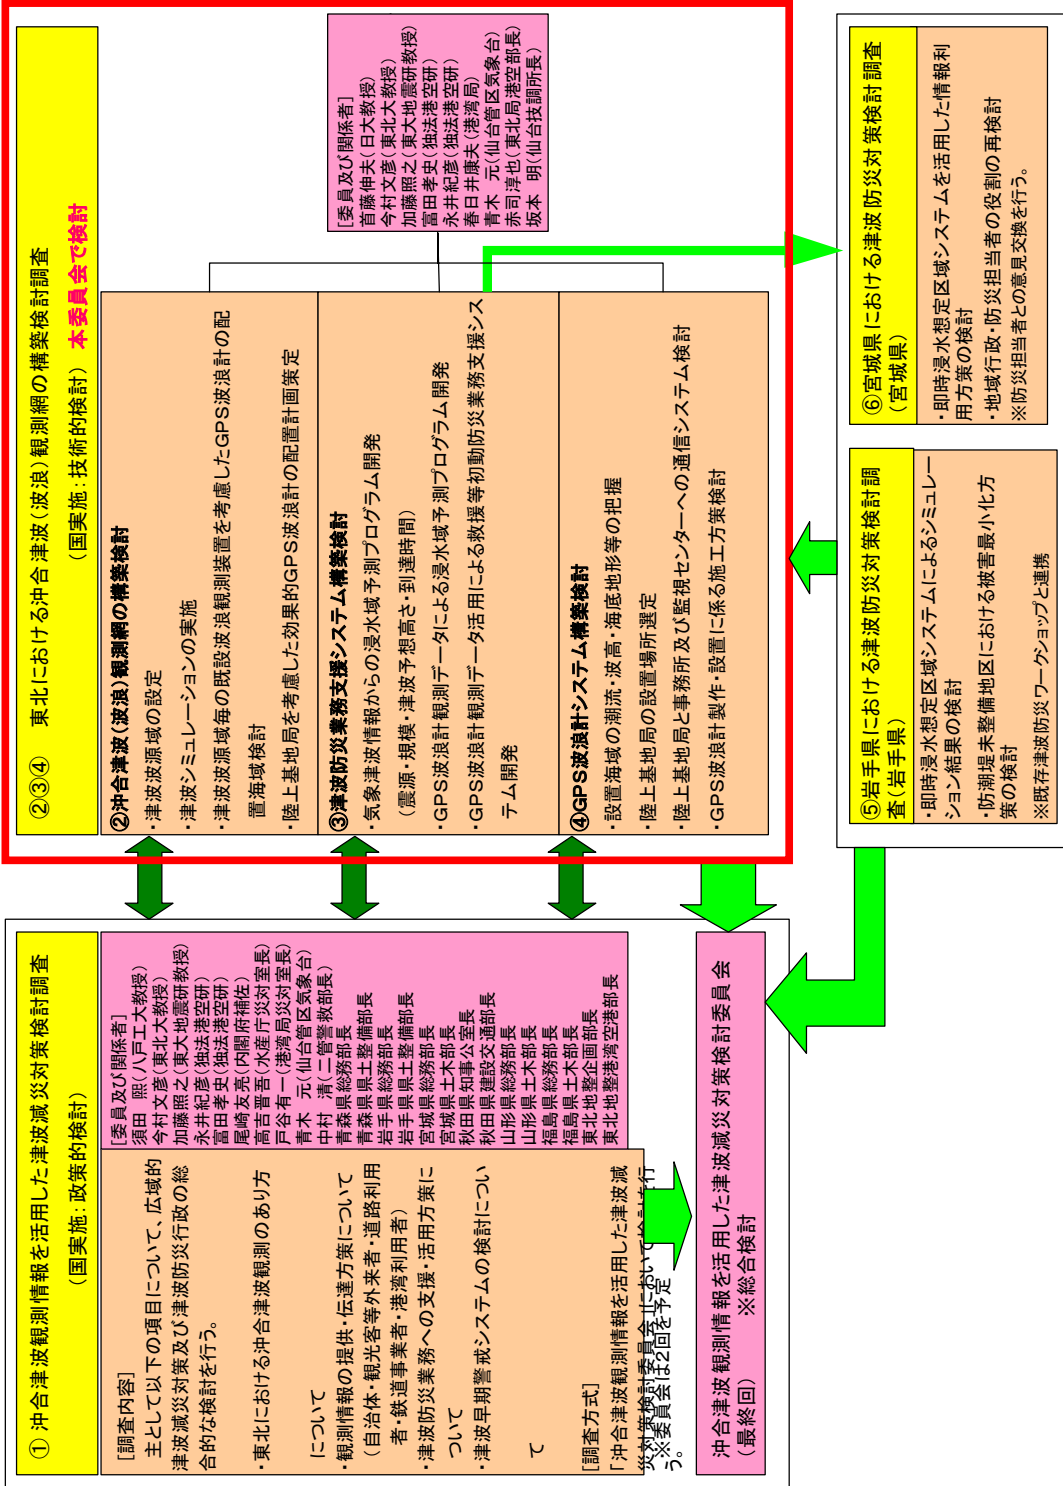 ① 沖合津波観測情報を活用した津波減災対策検討調査
(国実施:政策的検討)
[調査内容]
主として以下の項目について、広域的
津波減災対策及び津波防災行政の総
合的な検討を行う。
・東北における沖合津波観測のあり方
について
・観測情報の提供・伝達方策について
(自治体・観光客等外来者・道路利用
者・鉄道事業者・港湾利用者)
・津波防災業務への支援・活用方策に
ついて
・津波早期警戒システムの検討につい
て
[調査方式]
「沖合津波観測情報を活用した津波減
災対策検討委員会」において検討を行
う。※委員会は2回を予定
[委員及び関係者]
須田 熈(八戸工大教授)
今村文彦(東北大教授)
加藤照之(東大地震研教授)
永井紀彦(独法港空研)
富田孝史(独法港空研)
尾崎友亮(内閣府補佐)
高吉晋吾(水産庁災対室長)
戸谷有一(港湾局災対室長)
青木 元(仙台管区気象台)
中村 清(二管警救部長)
青森県総務部長
青森県県土整備部長
岩手県総務部長
岩手県県土整備部長
宮城県総務部長
宮城県土木部長
秋田県知事公室長
秋田県建設交通部長
山形県総務部長
山形県土木部長
福島県総務部長
福島県土木部長
東北地整企画部長
東北地整港湾空港部長
沖合津波観測情報を活用した津波減災対策検討委員会
(最終回) ※総合検討
②③④ 東北における沖合津波(波浪)観測網の構築検討調査
(国実施:技術的検討) 本委員会で検討
②沖合津波(波浪)観測網の構築検討
・津波波源域の設定
・津波シミュレーションの実施
・津波波源域毎の既設波浪観測装置を考慮したGPS波浪計の配
置海域検討
・陸上基地局を考慮した効果的GPS波浪計の配置計画策定
③津波防災業務支援システム構築検討
・気象津波情報からの浸水域予測プログラム開発
(震源・規模・津波予想高さ・到達時間)
・GPS波浪計観測データによる浸水域予測プログラム開発
・GPS波浪計観測データ活用による救援等初動防災業務支援シス
テム開発
④GPS波浪計システム構築検討
・設置海域の潮流・波高・海底地形等の把握
・陸上基地局の設置場所選定
・陸上基地局と事務所及び監視センターへの通信システム検討
・GPS波浪計製作・設置に係る施工方策検討
[委員及び関係者]
首藤伸夫(日大教授)
今村文彦(東北大教授)
加藤照之(東大地震研教授)
富田孝史(独法港空研)
永井紀彦(独法港空研)
春日井康夫(港湾局)
青木 元(仙台管区気象台)
赤司淳也(東北局港空部長)
坂本 明(仙台技調所長)
⑤岩手県における津波防災対策検討調
査(岩手県)
・即時浸水想定区域システムによるシミュレー
ション結果の検討
・防潮堤未整備地区における被害最小化方
策の検討
※既存津波防災ワークショップと連携
⑥宮城県における津波防災対策検討調査
(宮城県)
・即時浸水想定区域システムを活用した情報利
用方策の検討
・地域行政・防災担当者の役割の再検討
※防災担当者との意見交換を行う。